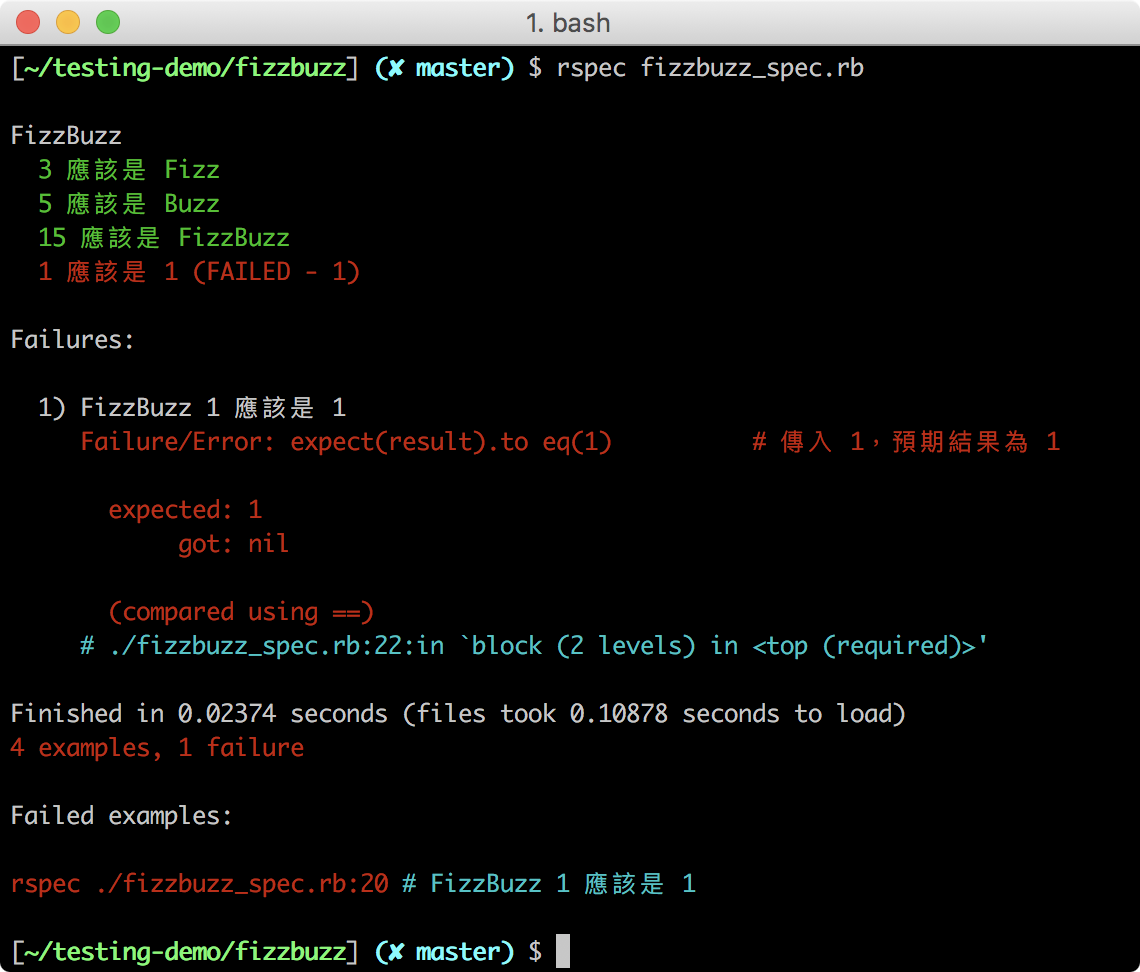 1. bash
[~/testing-demo/fizzbuzz] (✘ master) $ rspec fizzbuzz_spec.rb
FizzBuzz
3 應該是 Fizz
5 應該是 Buzz
15 應該是 FizzBuzz
1 應該是 1 (FAILED - 1)
Failures:
1) FizzBuzz 1 應該是 1
Failure/Error: expect(result).to eq(1) # 傳入 1，預期結果為 1
expected: 1
got: nil
(compared using ==)
# ./fizzbuzz_spec.rb:22:in `block (2 levels) in <top (required)>'
Finished in 0.02374 seconds (files took 0.10878 seconds to load)
4 examples, 1 failure
Failed examples:
rspec ./fizzbuzz_spec.rb:20 # FizzBuzz 1 應該是 1
[~/testing-demo/fizzbuzz] (✘ master) $